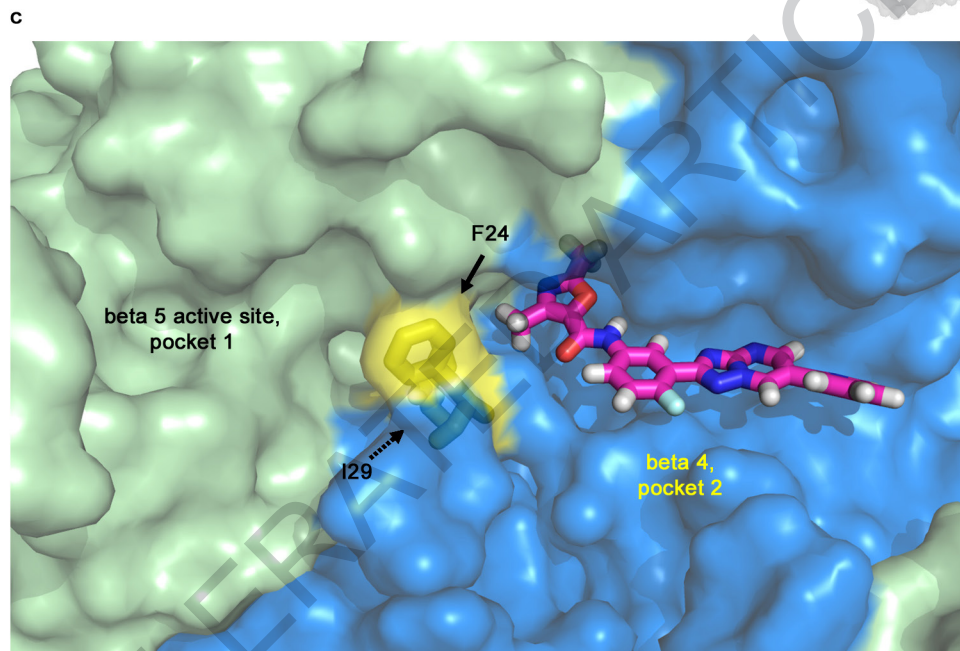 C
F24
beta 5 active site,
pocket 1
I29
beta 4,
pocket 2